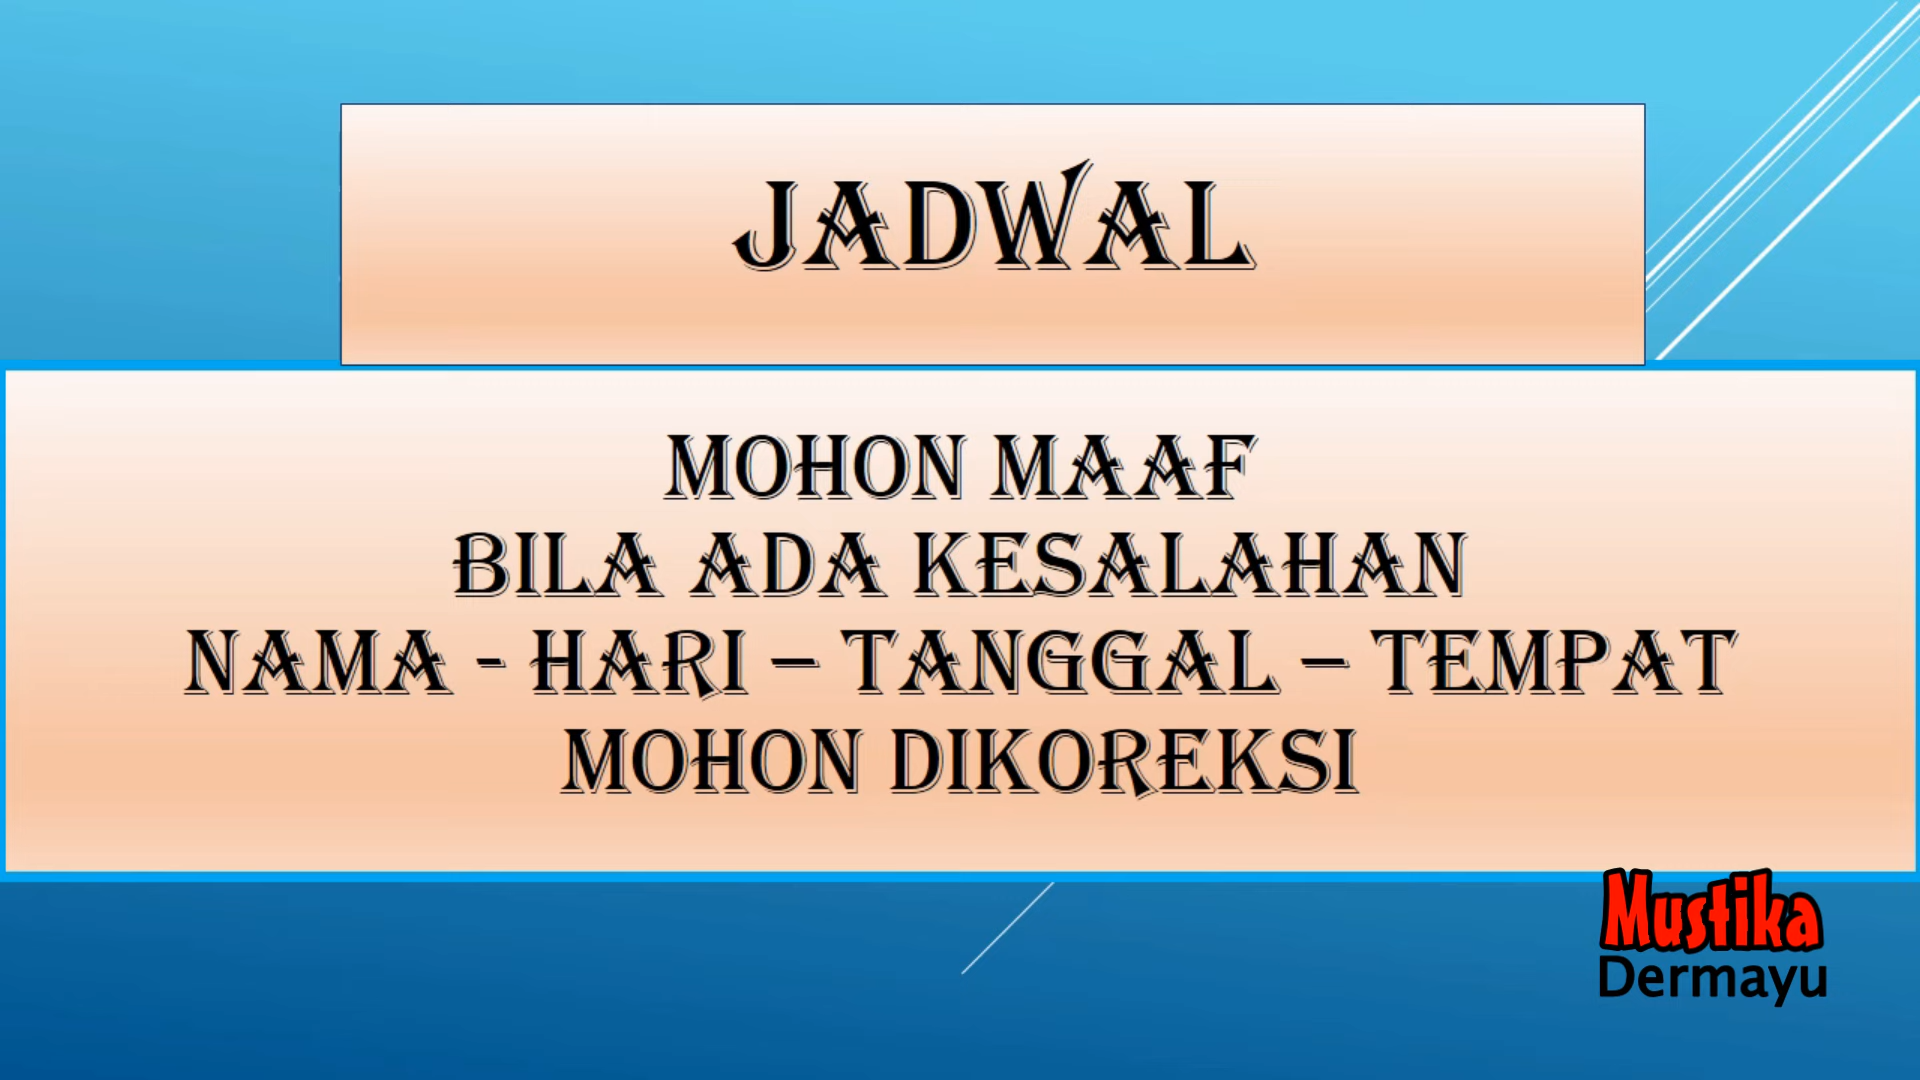 JADWAL
MOHON MAAF
BILA ADA KESALAHAN
NAMA - HARI – TANGGAL – TEMPAT
MOHON DIKOREKSI
Mustika
Dermayu